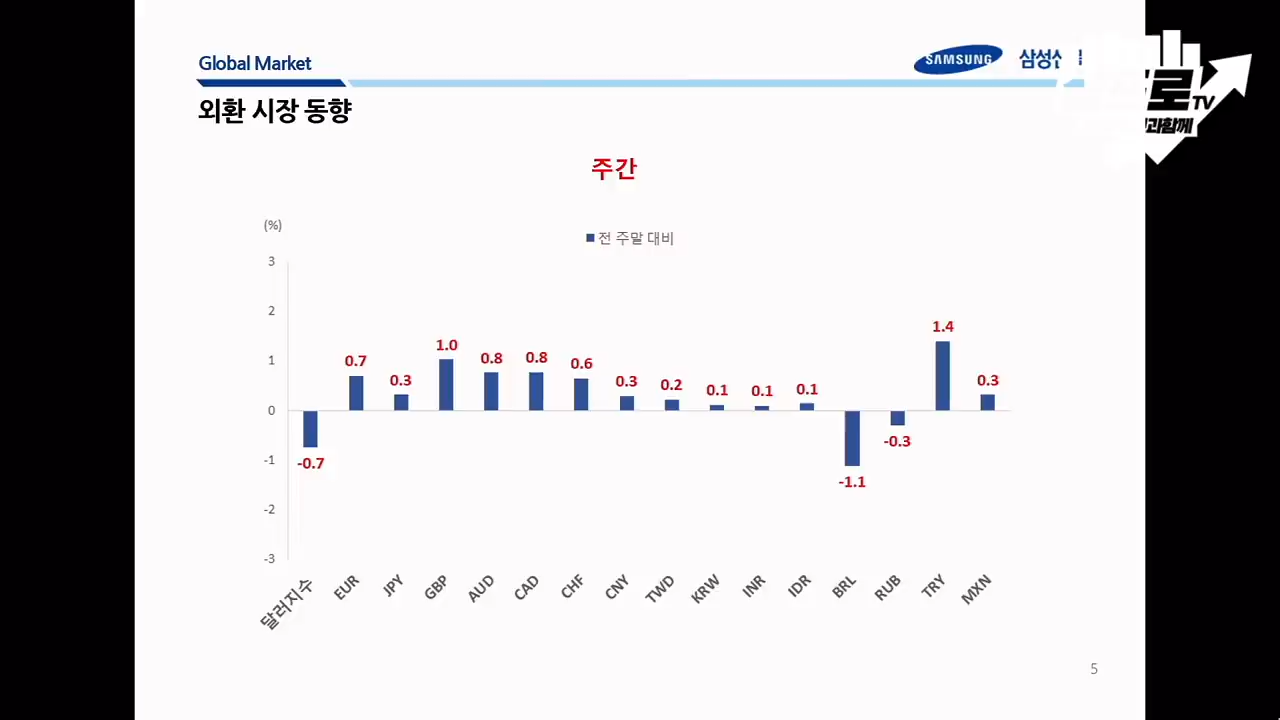 Global Market
SAMSUNG
외환 시장 동향
TV
과함께
주간
(%)
전 주말 대비
3
2
1
0
-1
-2
-3
-0.7
0.7
0.3
1.0
0.8
0.8
0.6
0.3
0.2
0.1
0.1
0.1
-1.1
-0.3
1.4
0.3
달러지수
EUR
JPY
GBP
AUD
CAD
CHF
CNY
TWD
KRW
INR
IDR
BRL
RUB
TRY
MXN
5